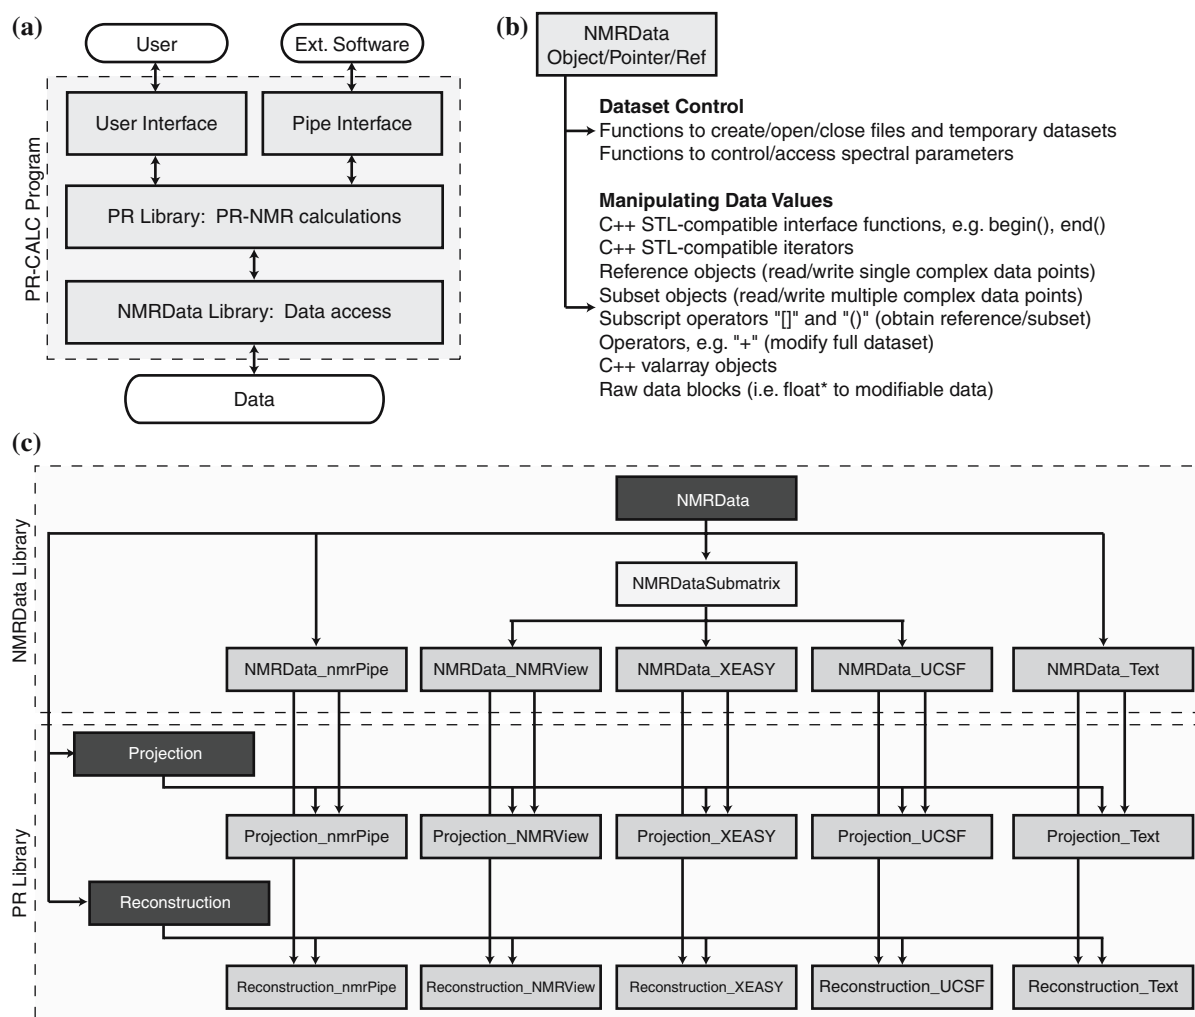 (a)
User
Ext. Software
User Interface
Pipe Interface
PR Library: PR-NMR calculations
NMRData Library: Data access
Data
PR-CALC Program
(b)
NMRData
Object/Pointer/Ref
Dataset Control
Functions to create/open/close files and temporary datasets
Functions to control/access spectral parameters
Manipulating Data Values
C++ STL-compatible interface functions, e.g. begin(), end()
C++ STL-compatible iterators
Reference objects (read/write single complex data points)
Subset objects (read/write multiple complex data points)
Subscript operators "[]" and "()" (obtain reference/subset)
Operators, e.g. "+" (modify full dataset)
C++ valarray objects
Raw data blocks (i.e. float* to modifiable data)
(c)
NMRData Library
NMRData
NMRDataSubmatrix
NMRData_nmrPipe
NMRData_NMRView
NMRData_XEASY
NMRData_UCSF
NMRData_Text
PR Library
Projection
Projection_nmrPipe
Projection_NMRView
Projection_XEASY
Projection_UCSF
Projection_Text
Reconstruction
Reconstruction_nmrPipe
Reconstruction_NMRView
Reconstruction_XEASY
Reconstruction_UCSF
Reconstruction_Text